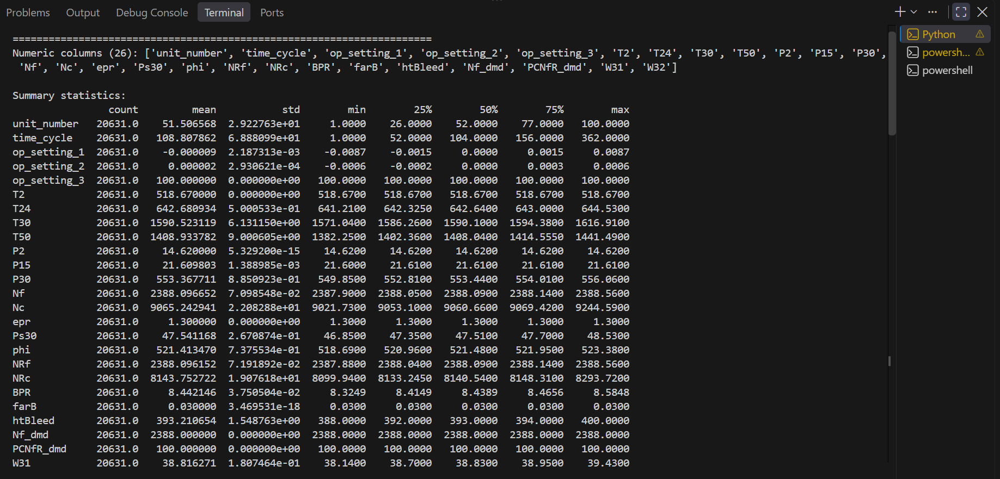 Problems Output Debug Console Terminal Ports
Python
powersh...
powershell
======================================================================
Numeric columns (26): ['unit_number', 'time_cycle', 'op_setting_1', 'op_setting_2', 'op_setting_3', 'T2', 'T24', 'T30', 'T50', 'P2', 'P15', 'P30',
'Nf', 'Nc', 'epr', 'Ps30', 'phi', 'NRf', 'NRc', 'BPR', 'farB', 'htBleed', 'Nf_dmd', 'PCNfR_dmd', 'W31', 'W32']
Summary statistics:
count mean std min 25% 50% 75% max
unit_number 20631.0 51.506568 2.922763e+01 1.0000 26.0000 52.0000 77.0000 100.0000
time_cycle 20631.0 108.807862 6.888099e+01 1.0000 52.0000 104.0000 156.0000 362.0000
op_setting_1 20631.0 -0.000009 2.187313e-03 -0.0087 -0.0015 0.0000 0.0015 0.0087
op_setting_2 20631.0 0.000002 2.930621e-04 -0.0006 -0.0002 0.0000 0.0003 0.0006
op_setting_3 20631.0 100.000000 0.000000e+00 100.0000 100.0000 100.0000 100.0000 100.0000
T2 20631.0 518.670000 0.000000e+00 518.6700 518.6700 518.6700 518.6700 518.6700
T24 20631.0 642.680934 5.000533e-01 641.2100 642.3250 642.6400 643.0000 644.5300
T30 20631.0 1590.523119 6.131150e+00 1571.0400 1586.2600 1590.1000 1594.3800 1616.9100
T50 20631.0 1408.933782 9.000605e+00 1382.2500 1402.3600 1408.0400 1414.5550 1441.4900
P2 20631.0 14.620000 5.329200e-15 14.6200 14.6200 14.6200 14.6200 14.6200
P15 20631.0 21.609803 1.388985e-03 21.6000 21.6100 21.6100 21.6100 21.6100
P30 20631.0 553.367711 8.850923e-01 549.8500 552.8100 553.4400 554.0100 556.0600
Nf 20631.0 2388.096652 7.098548e-02 2387.9000 2388.0500 2388.0900 2388.1400 2388.5600
Nc 20631.0 9065.242941 2.208288e+01 9021.7300 9053.1000 9060.6600 9069.4200 9244.5900
epr 20631.0 1.300000 0.000000e+00 1.3000 1.3000 1.3000 1.3000 1.3000
Ps30 20631.0 47.541168 2.670874e-01 46.8500 47.3500 47.5100 47.7000 48.5300
phi 20631.0 521.413470 7.375534e-01 518.6900 520.9600 521.4800 521.9500 523.3800
NRf 20631.0 2388.096152 7.191892e-02 2387.8800 2388.0400 2388.0900 2388.1400 2388.5600
NRc 20631.0 8143.752722 1.907618e+01 8099.9400 8133.2450 8140.5400 8148.3100 8293.7200
BPR 20631.0 8.442146 3.750504e-02 8.3249 8.4149 8.4389 8.4656 8.5848
farB 20631.0 0.030000 3.469531e-18 0.0300 0.0300 0.0300 0.0300 0.0300
htBleed 20631.0 393.210654 1.548763e+00 388.0000 392.0000 393.0000 394.0000 400.0000
Nf_dmd 20631.0 2388.000000 0.000000e+00 2388.0000 2388.0000 2388.0000 2388.0000 2388.0000
PCNfR_dmd 20631.0 100.000000 0.000000e+00 100.0000 100.0000 100.0000 100.0000 100.0000
W31 20631.0 38.816271 1.807464e-01 38.1400 38.7000 38.8300 38.9500 39.4300